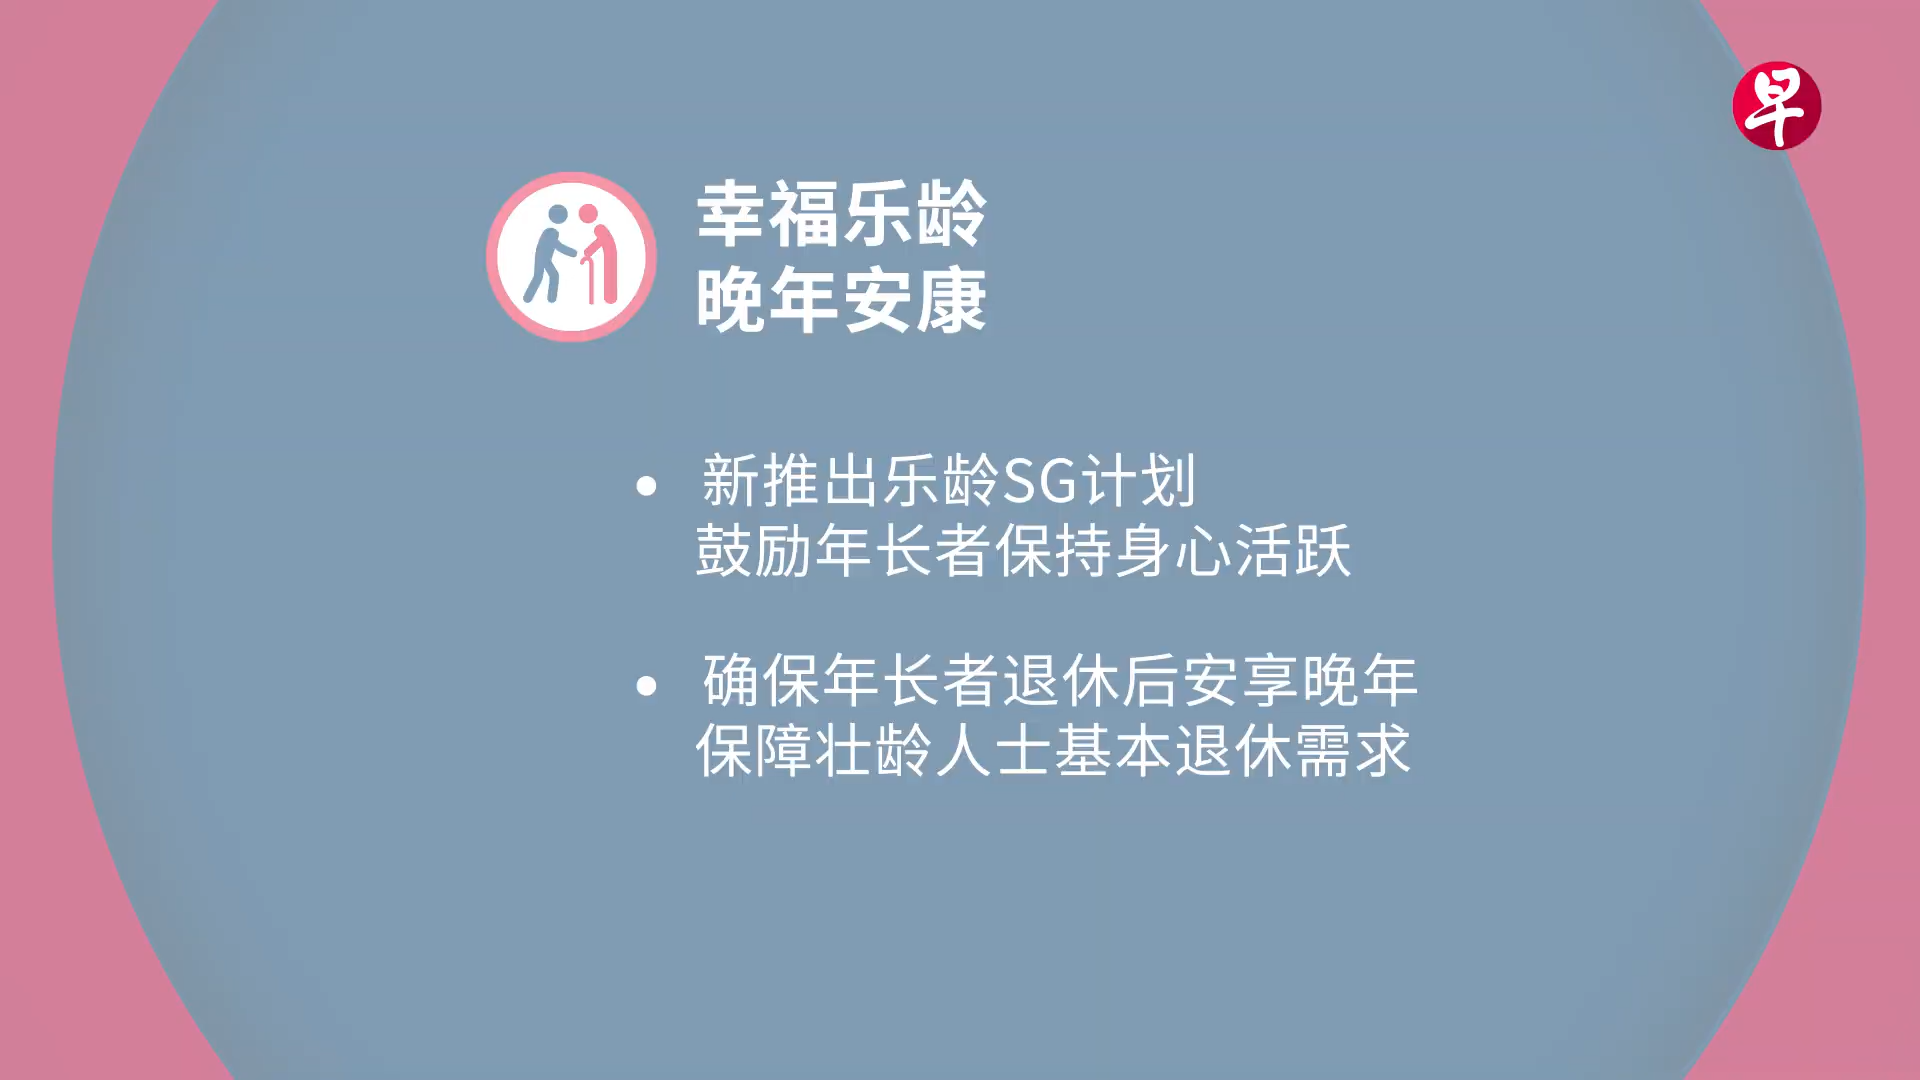 早
幸福乐龄
晚年安康
• 新推出乐龄SG计划
鼓励年长者保持身心活跃
• 确保年长者退休后安享晚年
保障壮龄人士基本退休需求